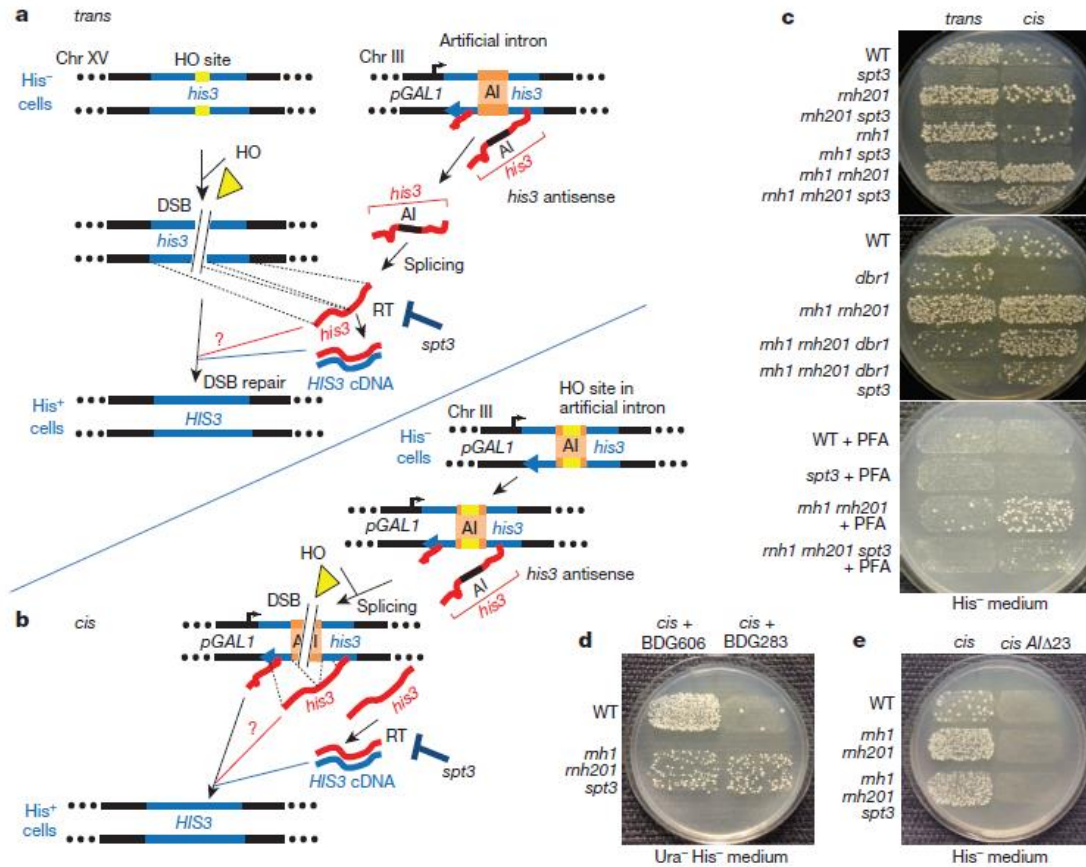 a
trans
Chr XV
HO site
His⁻
cells
his3
HO
DSB
his3
?
DSB repair
His⁺
cells
HIS3
Chr III
Artificial intron
pGAL1
AI
his3
AI
his3
his3 antisense
his3
AI
Splicing
RT
his3
spt3
HIS3 cDNA
b
cis
HO site in
artificial intron
Chr III
His⁻
cells
pGAL1
AI
his3
pGAL1
AI
his3
AI
his3
his3 antisense
HO
Splicing
DSB
pGAL1
A I
his3
?
his3
his3
RT
HIS3 cDNA
spt3
His⁺
cells
HIS3
c
trans cis
WT
spt3
rnh201
rnh201 spt3
rnh1
rnh1 spt3
rnh1 rnh201
rnh1 rnh201 spt3
WT
dbr1
rnh1 rnh201
rnh1 rnh201 dbr1
rnh1 rnh201 dbr1
spt3
WT + PFA
spt3 + PFA
rnh1 rnh201
+ PFA
rnh1 rnh201 spt3
+ PFA
His⁻ medium
d
cis + cis +
BDG606 BDG283
WT
rnh1
rnh201
spt3
Ura⁻ His⁻ medium
e
cis cis AIΔ23
WT
rnh1
rnh201
rnh1
rnh201
spt3
His⁻ medium